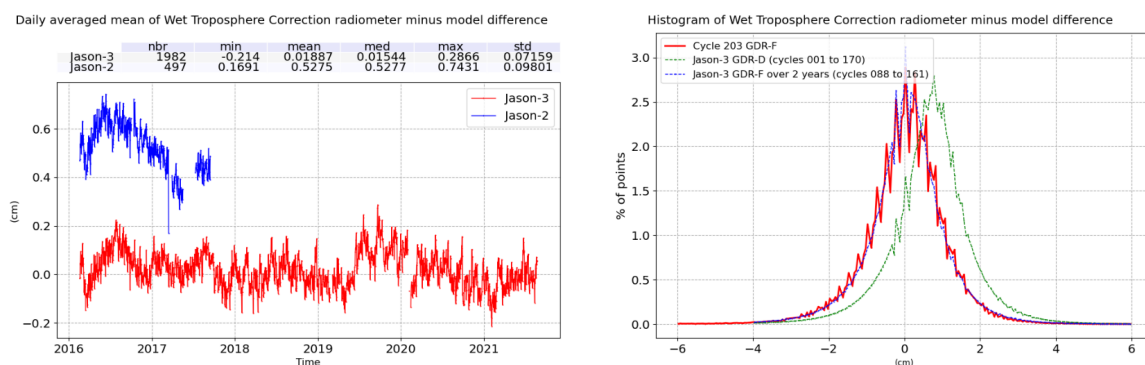 Daily averaged mean of Wet Troposphere Correction radiometer minus model difference
nbr min mean med max std
Jason-3 1982 -0.214 0.01887 0.01544 0.2866 0.07159
Jason-2 497 0.1691 0.5275 0.5277 0.7431 0.09801
Jason-3
Jason-2
0.6
0.4
0.2
0.0
−0.2
(cm)
2016 2017 2018 2019 2020 2021
Time
Histogram of Wet Troposphere Correction radiometer minus model difference
Cycle 203 GDR-F
Jason-3 GDR-D (cycles 001 to 170)
Jason-3 GDR-F over 2 years (cycles 088 to 161)
3.0
2.5
2.0
1.5
1.0
0.5
0.0
% of points
−6 −4 −2 0 2 4 6
(cm)